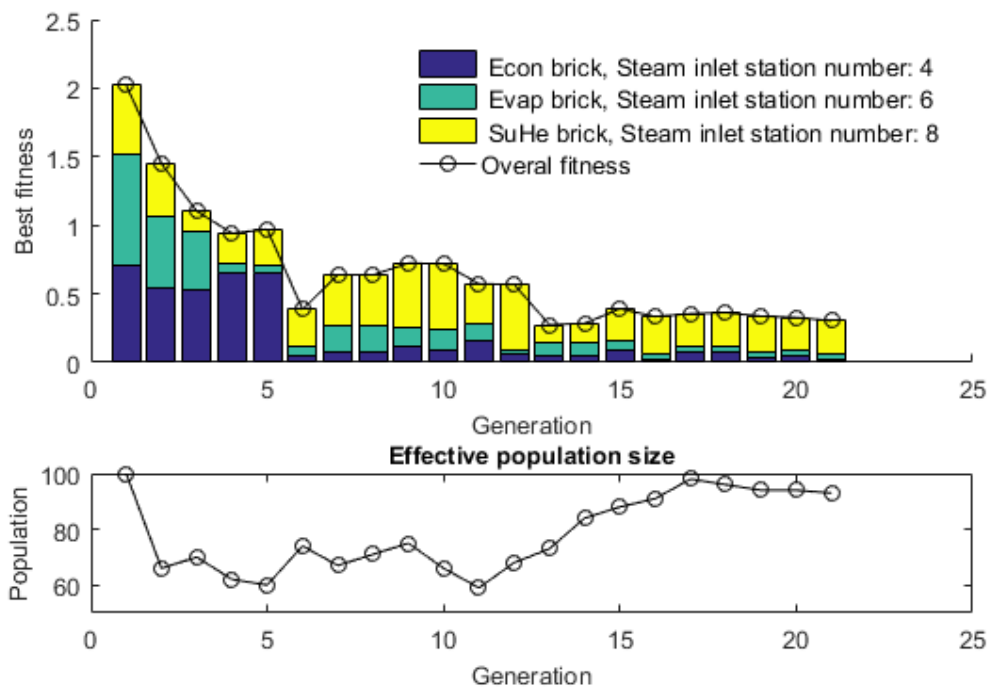 2.5
2
1.5
1
0.5
0
Best fitness
Econ brick, Steam inlet station number: 4
Evap brick, Steam inlet station number: 6
SuHe brick, Steam inlet station number: 8
Overal fitness
0 5 10 15 20 25
Generation
Effective population size
100
80
60
Population
0 5 10 15 20 25
Generation